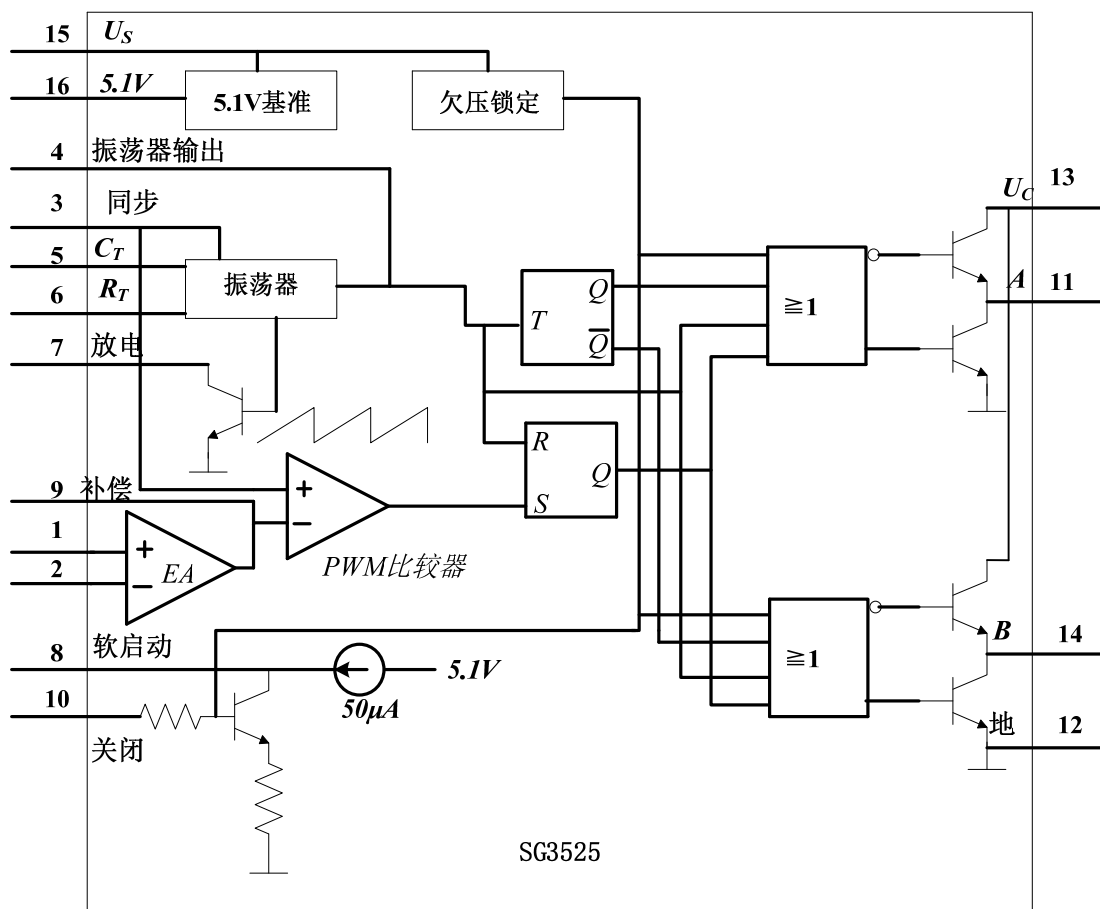 15 U_S
16 5.1V
5.1V基准
欠压锁定
4 振荡器输出
3 同步
5 C_T
6 R_T
振荡器
7 放电
T
Q
Q̅
≧1
U_C 13
A 11
R
S
Q
9 补偿
1
2
+
−
EA
+
−
PWM比较器
≧1
B 14
8 软启动
5.1V
50μA
10
关闭
地 12
SG3525